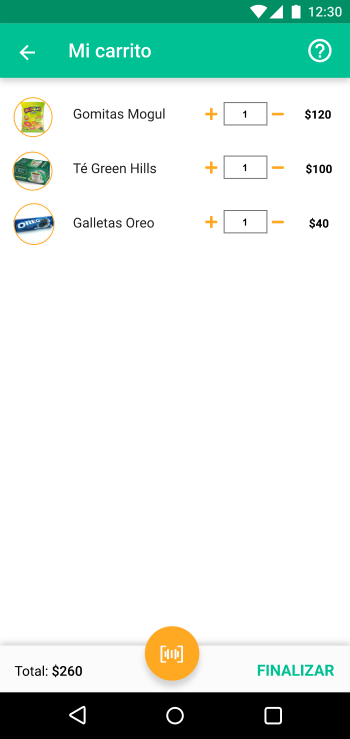 12:30
Mi carrito
Gomitas Mogul + 1 − $120
Té Green Hills + 1 − $100
OREO
Galletas Oreo + 1 − $40
Total: $260
FINALIZAR